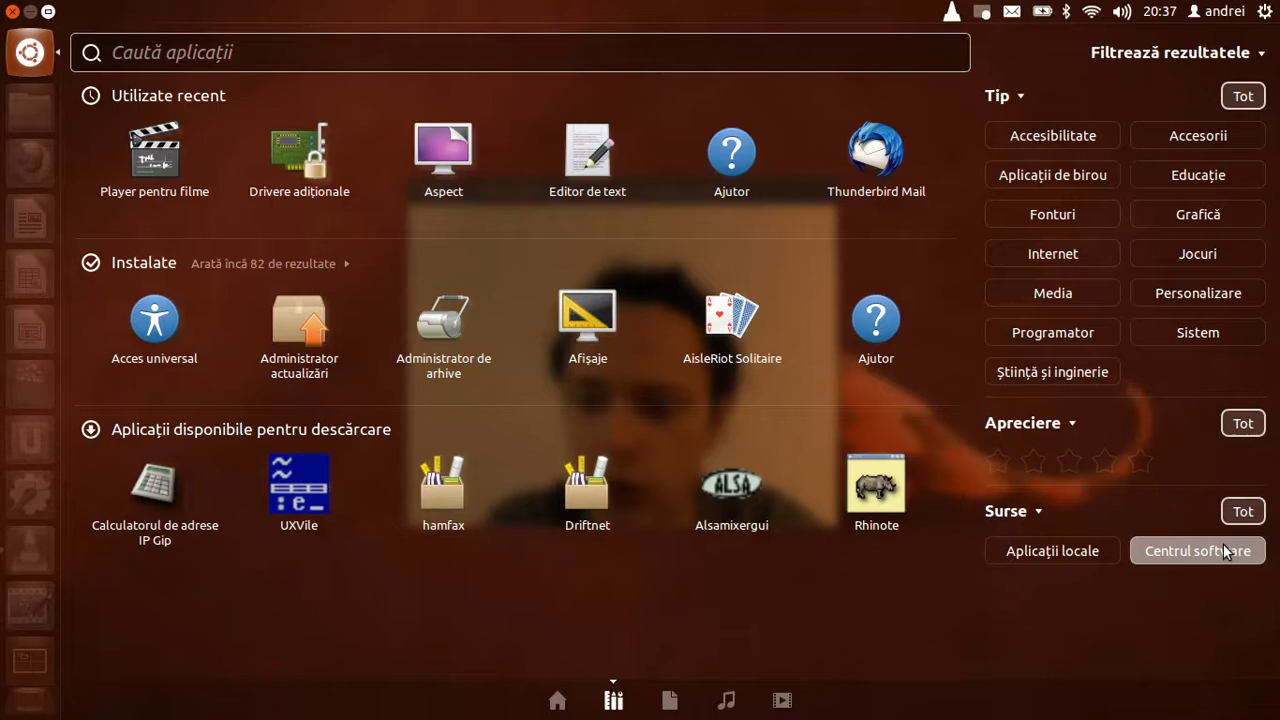 20:37 andrei
Caută aplicații
Filtrează rezultatele
Utilizate recent
Player pentru filme
Drivere adiționale
Aspect
Editor de text
Ajutor
Thunderbird Mail
Instalate Arată încă 82 de rezultate
Acces universal
Administrator
actualizări
Administrator de
arhive
Afișaje
AisleRiot Solitaire
Ajutor
Aplicații disponibile pentru descărcare
Calculatorul de adrese
IP Gip
UXVile
hamfax
Driftnet
ALSA
Alsamixergui
Rhinote
Tip Tot
Accesibilitate Accesorii
Aplicații de birou Educație
Fonturi Grafică
Internet Jocuri
Media Personalizare
Programator Sistem
Știință și inginerie
Apreciere Tot
Surse Tot
Aplicații locale Centrul software